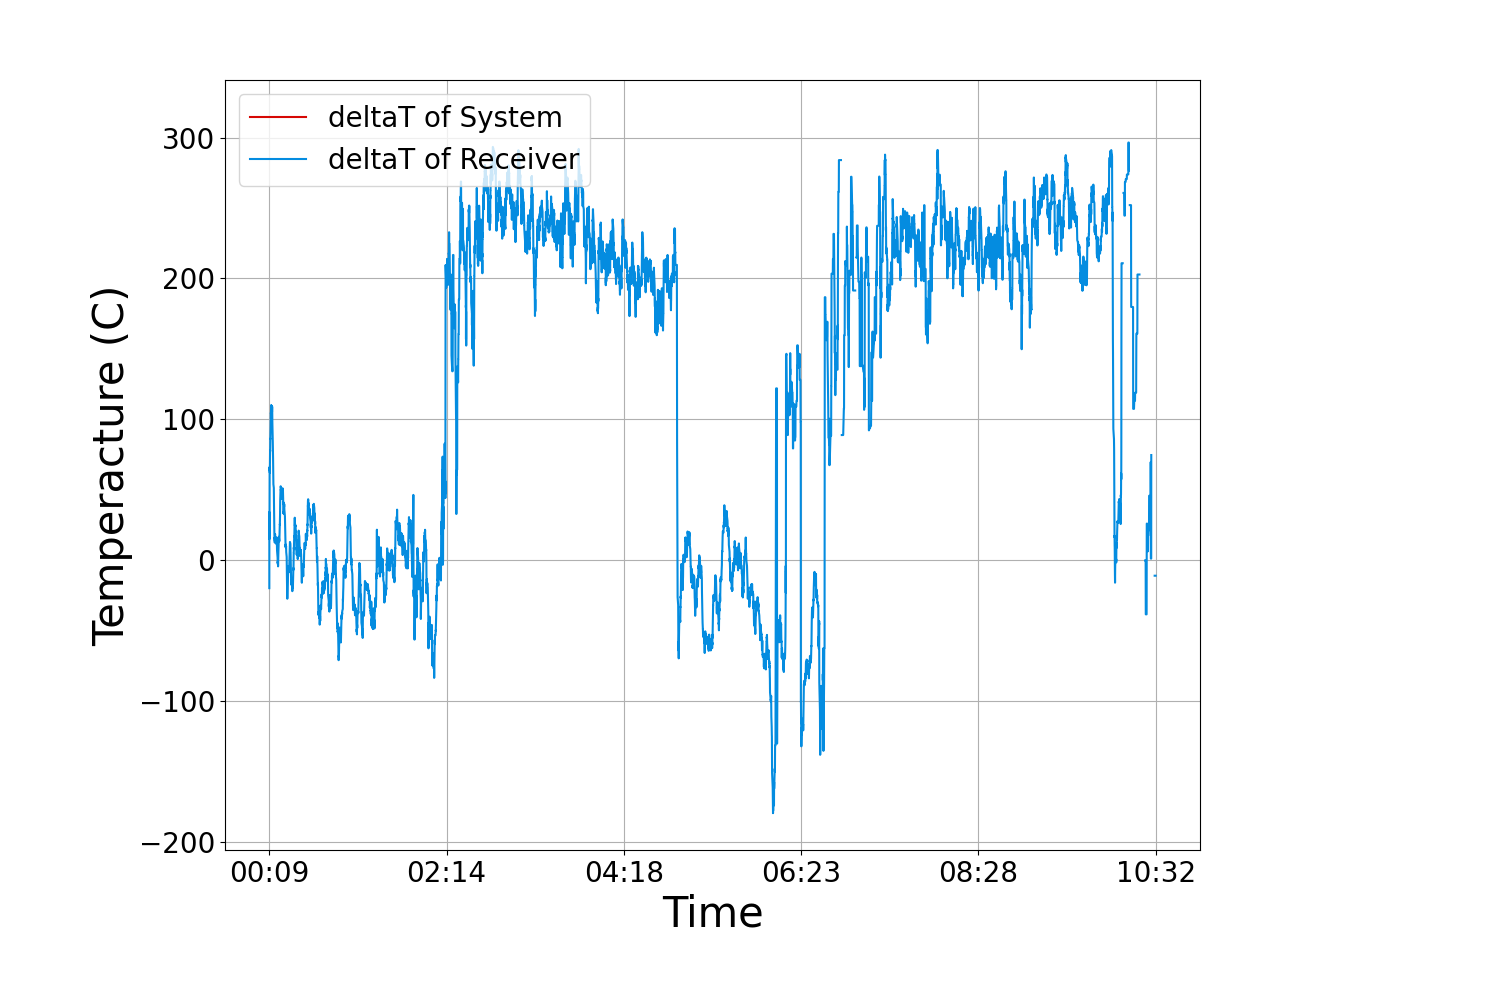 deltaT of System
deltaT of Receiver
300
200
100
0
−100
−200
Temperacture (C)
00:09 02:14 04:18 06:23 08:28 10:32
Time